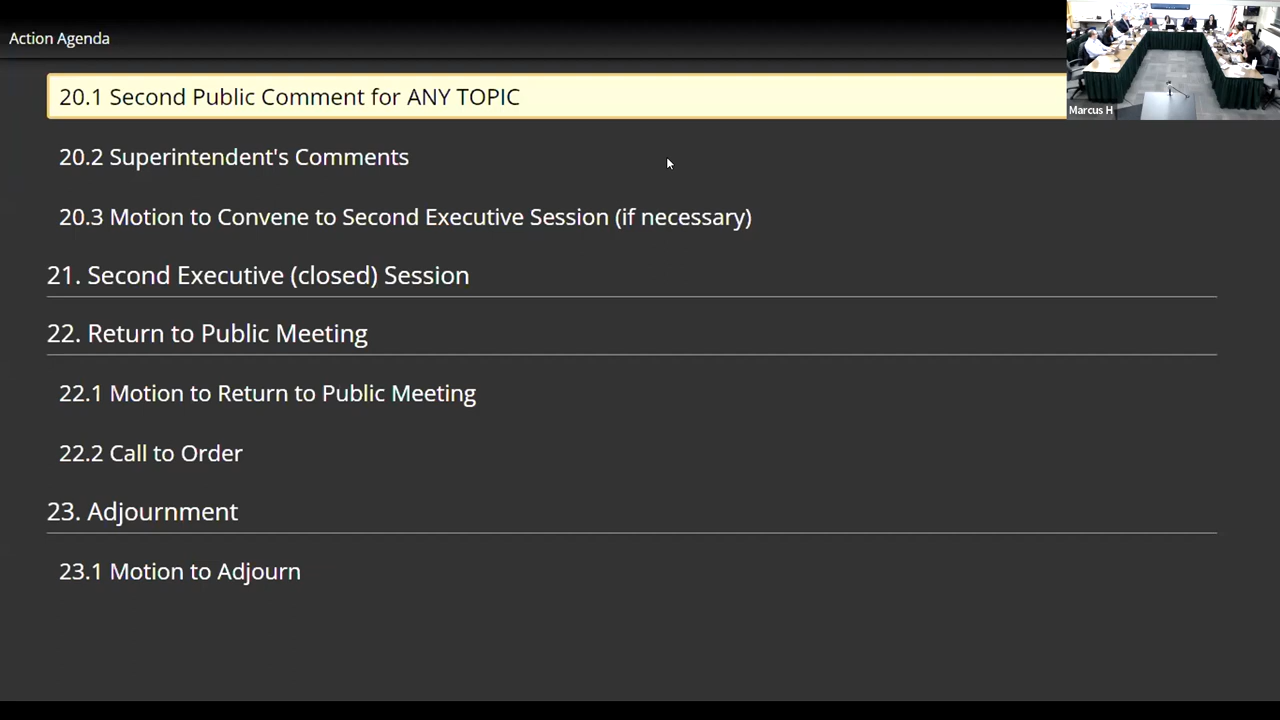 Action Agenda
Marcus H
20.1 Second Public Comment for ANY TOPIC
20.2 Superintendent's Comments
20.3 Motion to Convene to Second Executive Session (if necessary)
21. Second Executive (closed) Session
22. Return to Public Meeting
22.1 Motion to Return to Public Meeting
22.2 Call to Order
23. Adjournment
23.1 Motion to Adjourn